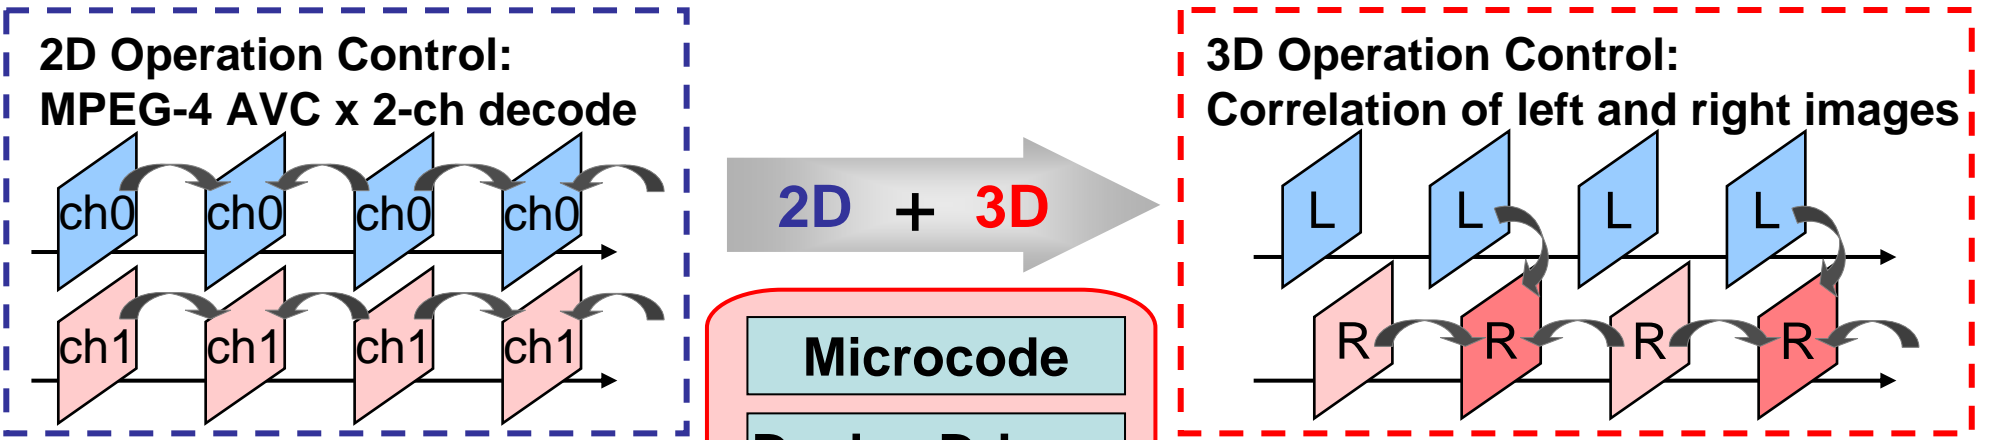 2D Operation Control:
MPEG-4 AVC x 2-ch decode
ch0 ch0 ch0 ch0
ch1 ch1 ch1 ch1
2D + 3D
Microcode
3D Operation Control:
Correlation of left and right images
L L L L
R R R R